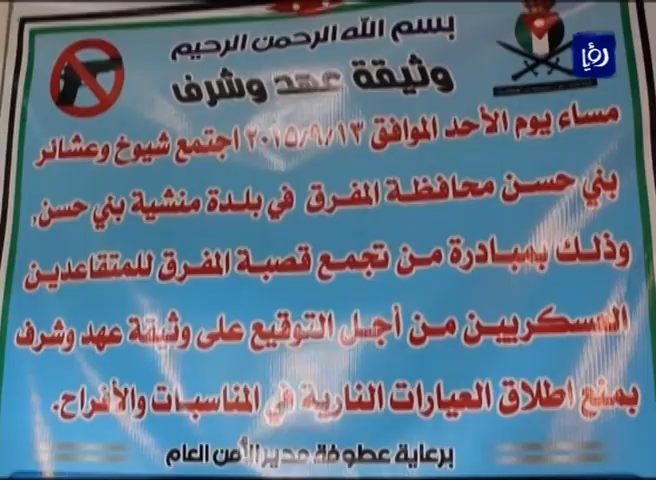 رؤيا
بسم الله الرحمن الرحيم
وثيقة عهد وشرف
مساء يوم الأحد الموافق ٢٠١٥/٩/١٣ اجتمع شيوخ وعشائر
بني حسن محافظة المفرق في بلدة منشية بني حسن,
وذلك بمبادرة من تجمع قصبة المفرق للمتقاعدين
العسكريين من أجل التوقيع على وثيقة عهد وشرف
بمنع اطلاق العيارات النارية في المناسبات والأفراح.
برعاية عطوفة مدير الأمن العام